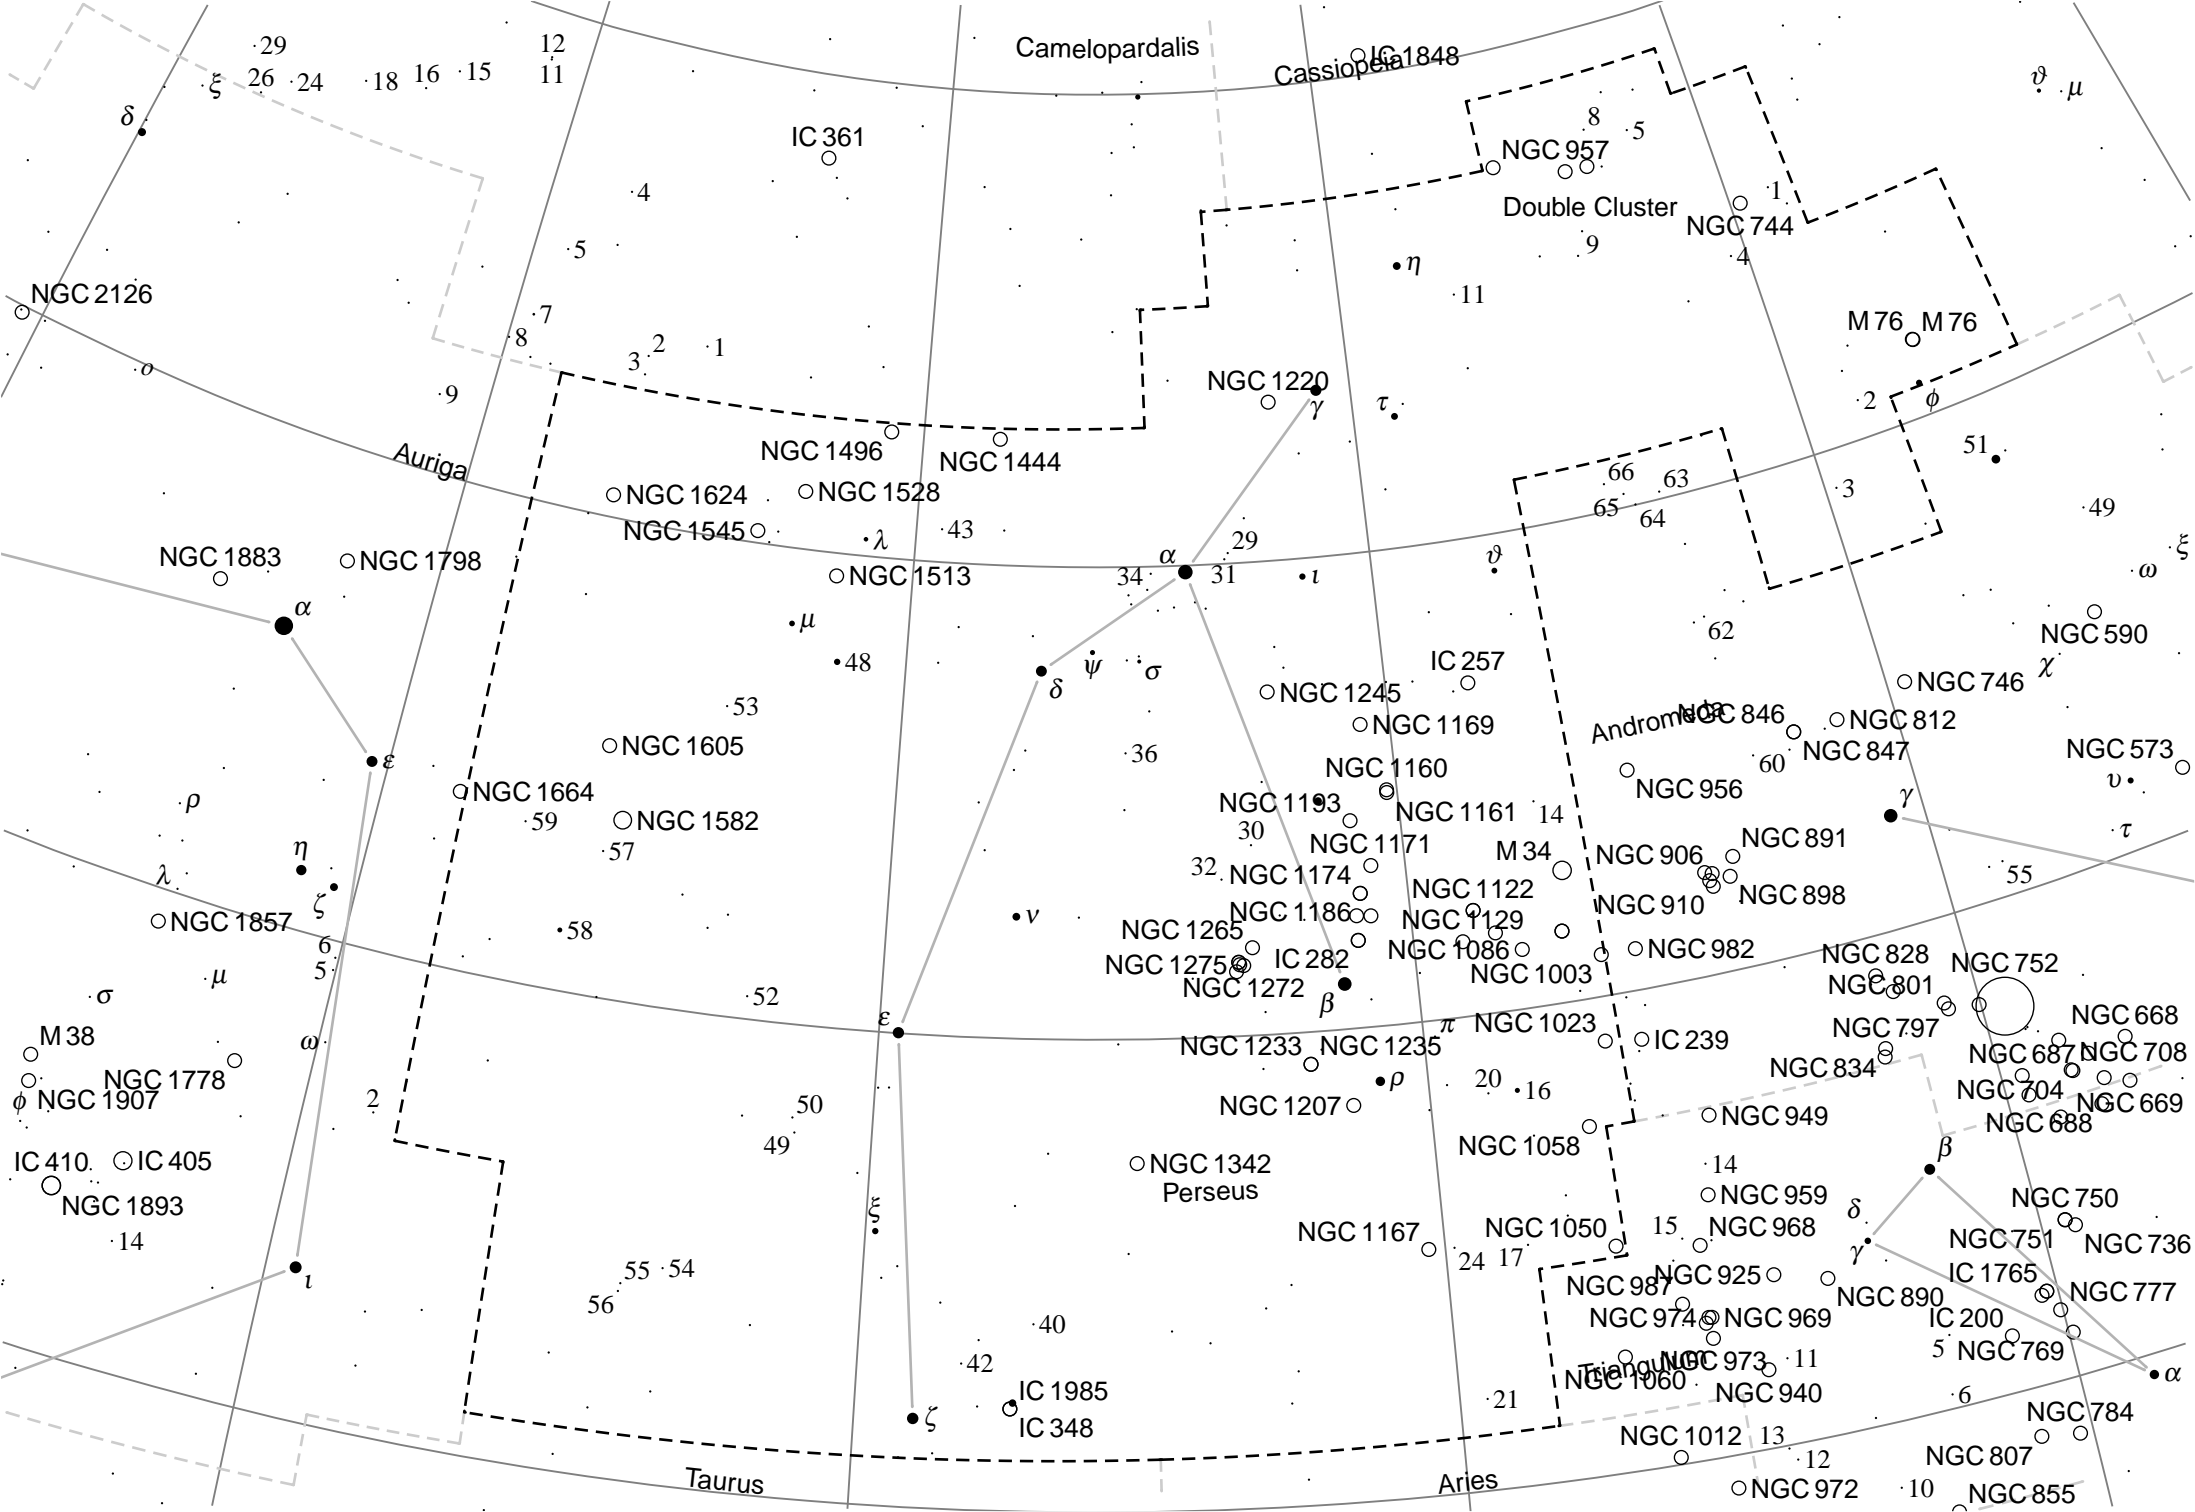 Camelopardalis
Cassiopeia
IC 1848
29
12
ξ
26
24
18
16
15
11
ϑ
μ
δ
IC 361
8
5
NGC 957
4
1
Double Cluster
NGC 744
5
9
4
η
11
NGC 2126
7
8
2
3
1
M 76
M 76
ο
9
NGC 1220
γ
τ
2
ϕ
Auriga
NGC 1496
NGC 1444
51
66
63
65
64
3
NGC 1624
NGC 1528
49
NGC 1545
λ
43
29
α
ϑ
ξ
ω
NGC 1883
NGC 1798
NGC 1513
34
31
ι
α
μ
62
NGC 590
48
ψ
σ
IC 257
χ
δ
NGC 1245
NGC 746
53
NGC 1169
Andromeda
NGC 846
NGC 812
NGC 1605
36
NGC 847
NGC 573
ε
NGC 1160
60
υ
NGC 1664
NGC 956
ρ
59
NGC 1582
NGC 1193
NGC 1161
14
γ
30
τ
57
η
NGC 1171
M 34
NGC 906
NGC 891
λ
32
NGC 1174
55
ζ
NGC 1122
NGC 898
NGC 910
NGC 1857
ν
NGC 1186
NGC 1129
58
NGC 1265
6
NGC 1086
NGC 982
5
NGC 1275
IC 282
NGC 828
NGC 752
μ
NGC 1003
NGC 801
σ
52
NGC 1272
β
ε
π
NGC 1023
NGC 668
M 38
ω
NGC 1233
NGC 1235
IC 239
NGC 797
NGC 687
NGC 708
NGC 1778
NGC 834
ρ
20
16
NGC 704
ϕ
NGC 1907
2
50
NGC 1207
NGC 669
NGC 949
NGC 688
49
NGC 1058
β
IC 410
IC 405
NGC 1342
14
NGC 1893
Perseus
NGC 959
NGC 750
ξ
δ
14
NGC 1167
NGC 1050
15
NGC 968
NGC 751
NGC 736
γ
24
17
55
54
ι
NGC 987
NGC 925
IC 1765
NGC 777
56
NGC 890
40
NGC 974
NGC 969
IC 200
5
NGC 769
42
Triangulum
NGC 973
11
α
NGC 1060
IC 1985
21
NGC 940
6
ζ
IC 348
NGC 784
NGC 1012
13
12
NGC 807
Taurus
Aries
NGC 972
10
NGC 855